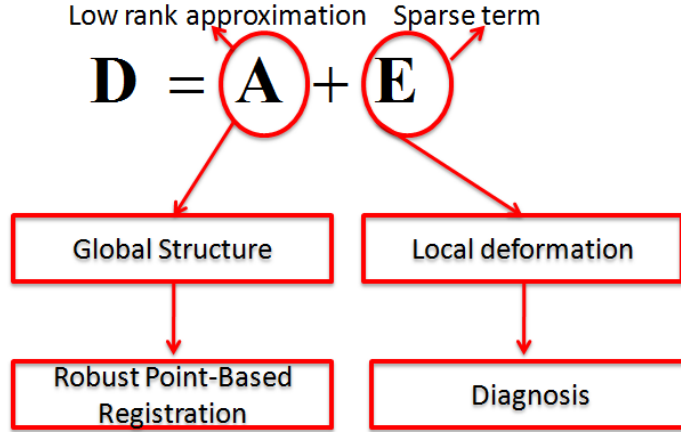 Low rank approximation Sparse term
D = A + E
Global Structure
Local deformation
Robust Point-Based
Registration
Diagnosis